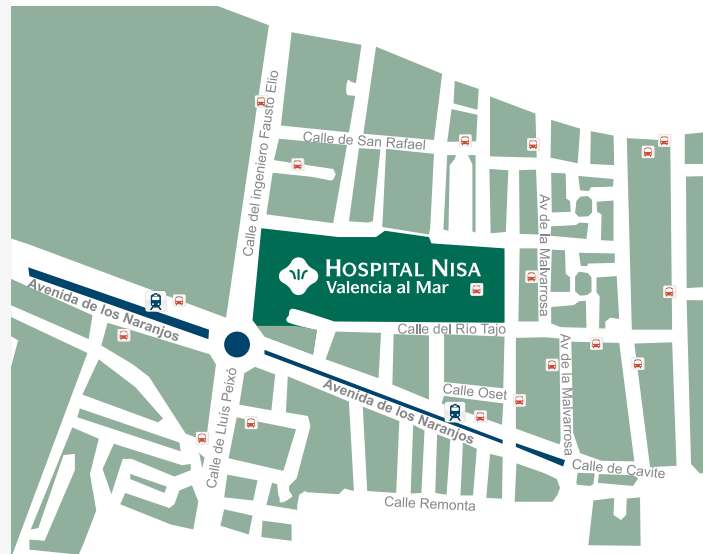 Calle del ingeniero Fausto Elio
Calle de San Rafael
Av de la Malvarrosa
HOSPITAL NISA
Valencia al Mar
Avenida de los Naranjos
Calle del Rio Tajo
Av de la Malvarrosa
Calle de Lluis Peixó
Avenida de los Naranjos
Calle Oset
Calle de Cavite
Calle Remonta